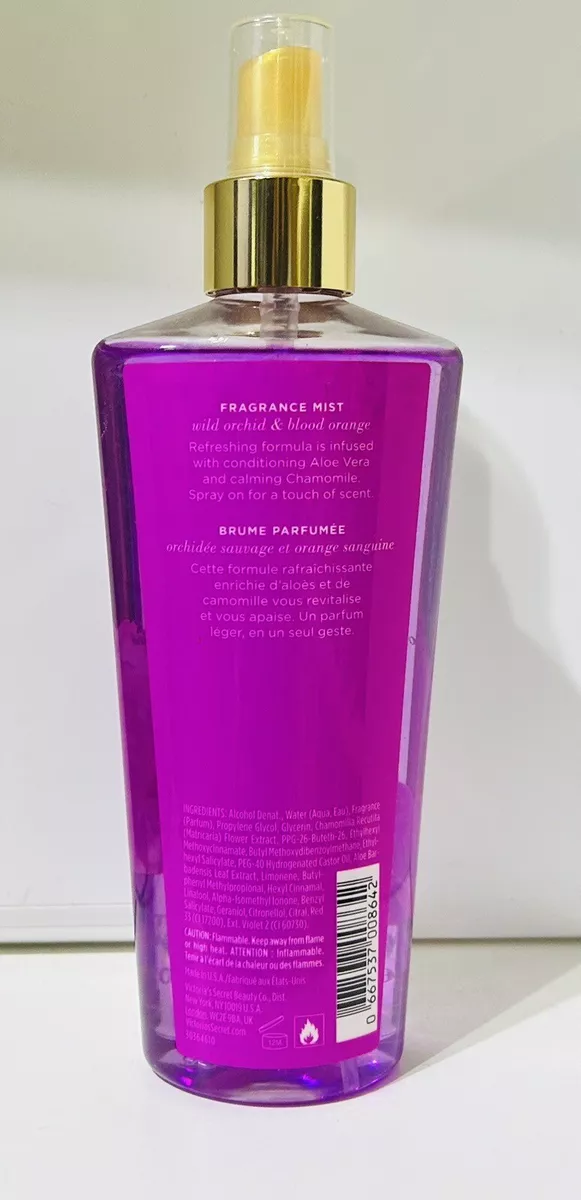 FRAGRANCE MIST
wild orchid & blood orange
Refreshing formula is infused
with conditioning Aloe Vera
and calming Chamomile.
Spray on for a touch of scent.
BRUME PARFUMÉE
orchidée sauvage et orange sanguine
Cette formule rafraîchissante
enrichie d'aloès et de
camomille vous revitalise
et vous apaise. Un parfum
léger, en un seul geste.
INGREDIENTS: Alcohol Denat., Water (Aqua, Eau), Fragrance
(Parfum), Propylene Glycol, Glycerin, Chamomilla Recutita
(Matricaria) Flower Extract, PPG-26-Buteth-26, Ethylhexyl
Methoxycinnamate, Butyl Methoxydibenzoylmethane, Ethyl-
hexyl Salicylate, PEG-40 Hydrogenated Castor Oil, Aloe Bar-
badensis Leaf Extract, Limonene, Butyl-
phenyl Methylpropional, Hexyl Cinnamal,
Linalool, Alpha-Isomethyl Ionone, Benzyl
Salicylate, Geraniol, Citronellol, Citral, Red
33 (CI 17200), Ext. Violet 2 (CI 60730).
CAUTION: Flammable. Keep away from flame
or high heat. ATTENTION : Inflammable.
Tenir à l'écart de la chaleur ou des flammes.
Made in U.S.A./Fabriqué aux États-Unis
Victoria's Secret Beauty Co., Dist.
New York, NY 10019 U.S.A.
London, WC2E 9BA, UK
VictoriasSecret.com
30364610
12M
0 667537 008642